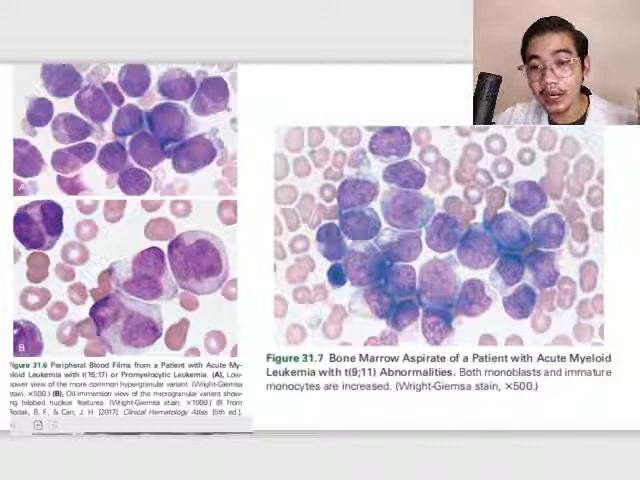 A
B
Figure 31.6 Peripheral Blood Films from a Patient with Acute My-
eloid Leukemia with t(15;17) or Promyelocytic Leukemia. (A), Low-
power view of the more common hypergranular variant. (Wright-Giemsa
stain, ×500.) (B), Oil immersion view of the microgranular variant show-
ing bilobed nuclear features. (Wright-Giemsa stain, ×1000.) (B from
Rodak, B. F., & Carr, J. H. [2017]. Clinical Hematology Atlas [5th ed.].
Figure 31.7 Bone Marrow Aspirate of a Patient with Acute Myeloid
Leukemia with t(9;11) Abnormalities. Both monoblasts and immature
monocytes are increased. (Wright-Giemsa stain, ×500.)